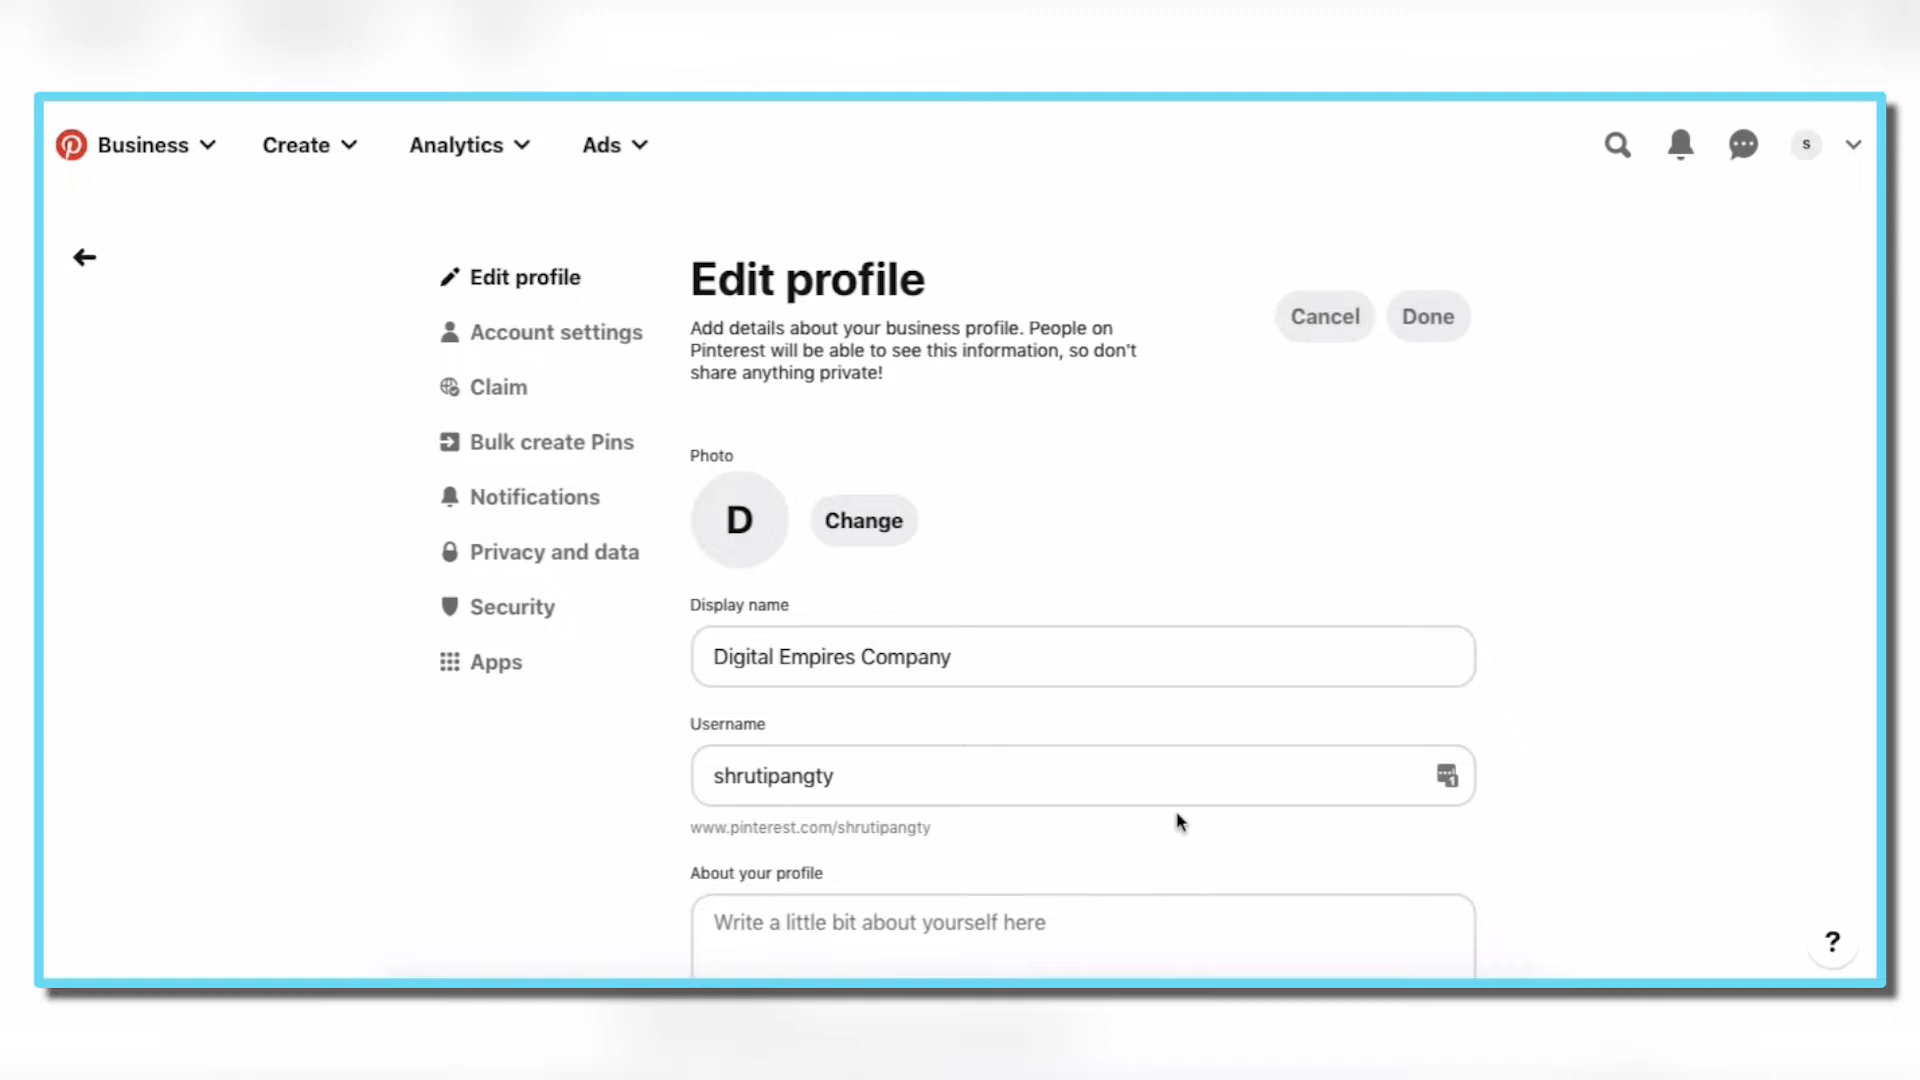 Business
Create
Analytics
Ads
S
Edit profile
Account settings
Claim
Bulk create Pins
Notifications
Privacy and data
Security
Apps
Edit profile
Add details about your business profile. People on
Pinterest will be able to see this information, so don't
share anything private!
Cancel
Done
Photo
D
Change
Display name
Digital Empires Company
Username
shrutipangty
1
www.pinterest.com/shrutipangty
About your profile
Write a little bit about yourself here
?